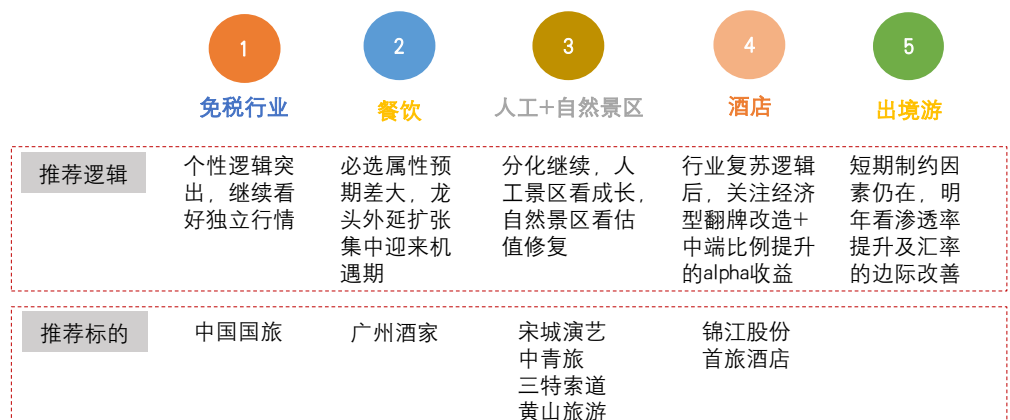 1
2
3
4
5
免税行业
餐饮
人工+自然景区
酒店
出境游
推荐逻辑
个性逻辑突
出，继续看
好独立行情
必选属性预
期差大，龙
头外延扩张
集中迎来机
遇期
分化继续，人
工景区看成长，
自然景区看估
值修复
行业复苏逻辑
后，关注经济
型翻牌改造+
中端比例提升
的alpha收益
短期制约因
素仍在，明
年看渗透率
提升及汇率
的边际改善
推荐标的
中国国旅
广州酒家
宋城演艺
中青旅
三特索道
黄山旅游
锦江股份
首旅酒店